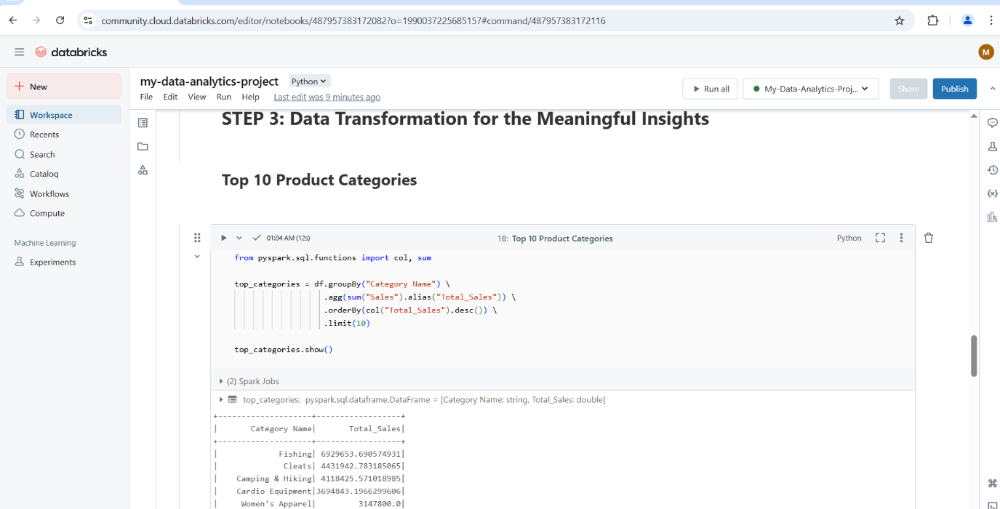 community.cloud.databricks.com/editor/notebooks/487957383172082?o=1990037225685157#command/487957383172116
databricks
M
New
Workspace
Recents
Search
Catalog
Workflows
Compute
Machine Learning
Experiments
my-data-analytics-project Python
File Edit View Run Help Last edit was 9 minutes ago
Run all My-Data-Analytics-Proj... Share Publish
STEP 3: Data Transformation for the Meaningful Insights
Top 10 Product Categories
01:04 AM (12s) 18: Top 10 Product Categories Python
from pyspark.sql.functions import col, sum
top_categories = df.groupBy("Category Name") \
.agg(sum("Sales").alias("Total_Sales")) \
.orderBy(col("Total_Sales").desc()) \
.limit(10)
top_categories.show()
(2) Spark Jobs
top_categories: pyspark.sql.dataframe.DataFrame = [Category Name: string, Total_Sales: double]
+-------------------+------------------+
| Category Name| Total_Sales|
+-------------------+------------------+
| Fishing| 6929653.690574931|
| Cleats| 4431942.783185065|
| Camping & Hiking| 4118425.571018985|
| Cardio Equipment|3694843.1966299606|
| Women's Apparel| 3147800.0|